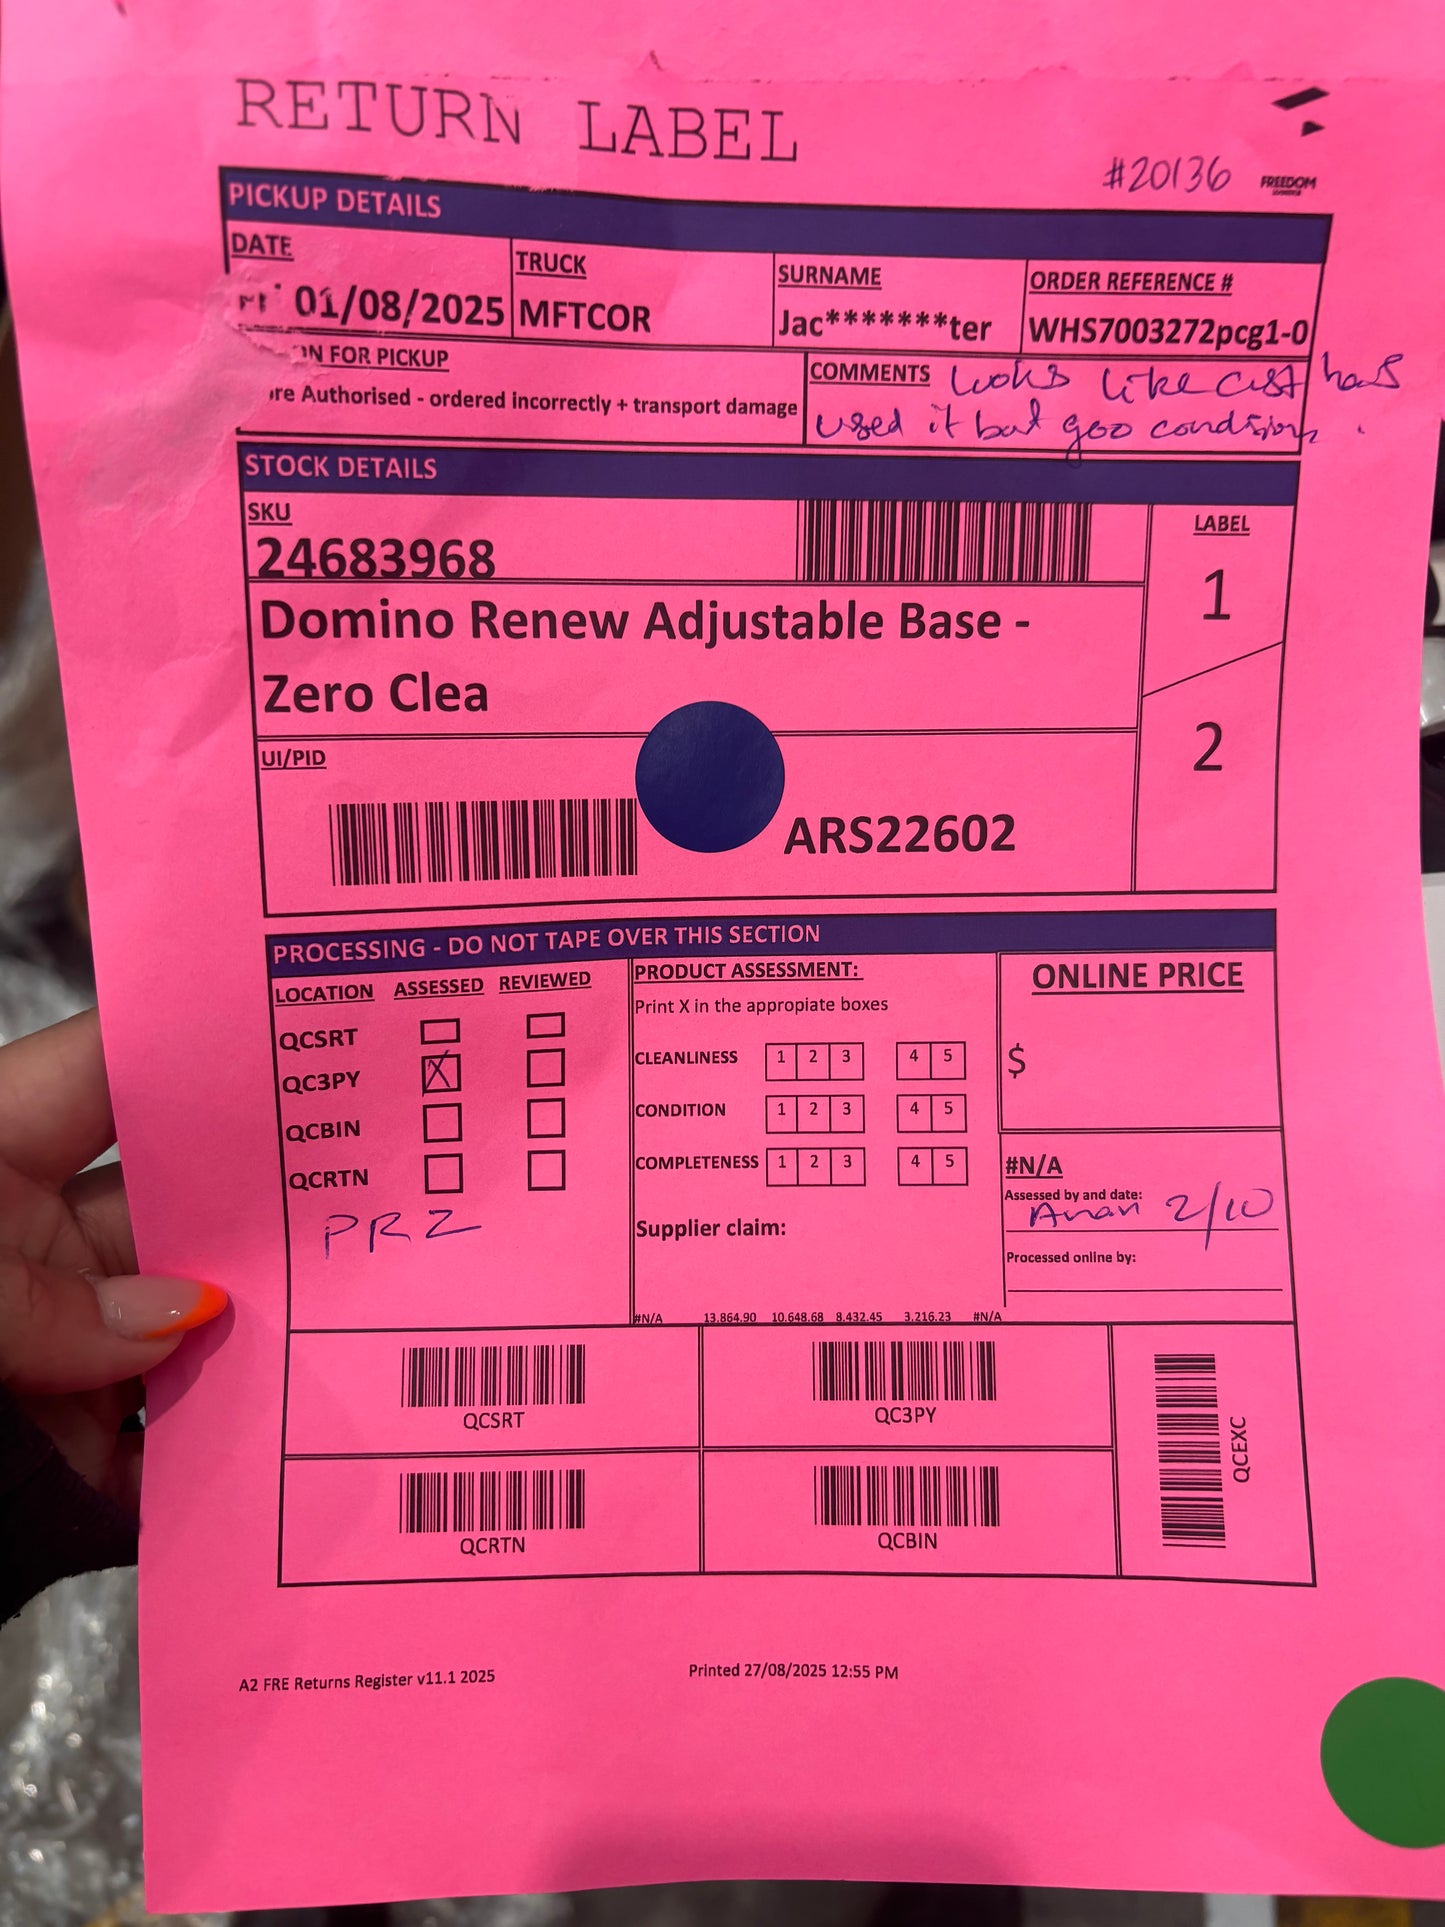 RETURN LABEL
#20136
FREEDOM
PICKUP DETAILS
DATE
01/08/2025
TRUCK
MFTCOR
SURNAME
Jac*******ter
ORDER REFERENCE #
WHS7003272pcg1-0
ON FOR PICKUP
re Authorised - ordered incorrectly + transport damage
COMMENTS looks like cust has
used it but goo condition.
STOCK DETAILS
SKU
24683968
Domino Renew Adjustable Base -
Zero Clea
LABEL
1
2
UI/PID
ARS22602
PROCESSING - DO NOT TAPE OVER THIS SECTION
LOCATION ASSESSED REVIEWED
QCSRT
QC3PY X
QCBIN
QCRTN
PRZ
PRODUCT ASSESSMENT:
Print X in the appropiate boxes
CLEANLINESS 1 2 3 4 5
CONDITION 1 2 3 4 5
COMPLETENESS 1 2 3 4 5
Supplier claim:
#N/A 13.864.90 10.648.68 8.432.45 3.216.23 #N/A
ONLINE PRICE
$
#N/A
Assessed by and date:
2/10
Processed online by:
QCSRT
QC3PY
QCRTN
QCBIN
QCEXC
A2 FRE Returns Register v11.1 2025
Printed 27/08/2025 12:55 PM